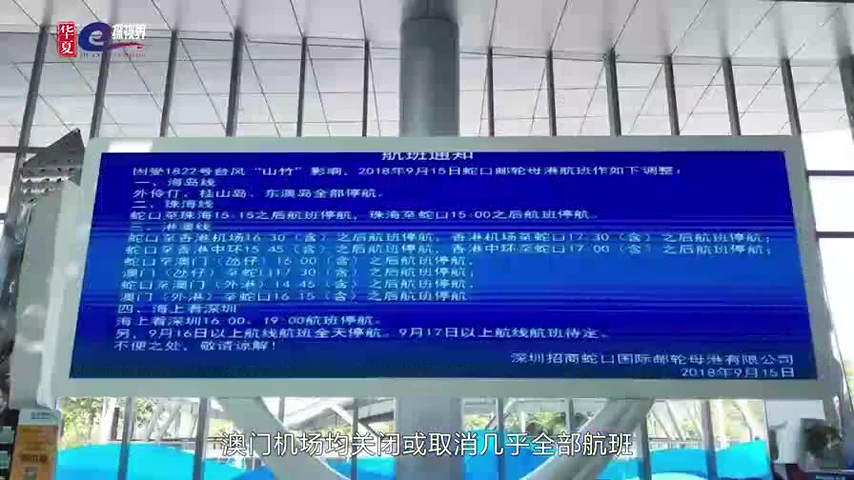 华夏
e探视界
航班通知
因受1822号台风“山竹”影响，2018年9月15日蛇口邮轮母港航班作如下调整：
一、海岛线
外伶仃、桂山岛、东澳岛全部停航。
二、珠海线
蛇口至珠海15:15之后航班停航，珠海至蛇口15:00之后航班停航。
三、港澳线
蛇口至香港机场16:30（含）之后航班停航，香港机场至蛇口17:30（含）之后航班停航；
蛇口至香港中环15:45（含）之后航班停航，香港中环至蛇口17:00（含）之后航班停航；
蛇口至澳门（氹仔）16:00（含）之后航班停航，
澳门（氹仔）至蛇口17:30（含）之后航班停航，
蛇口至澳门（外港）14:45（含）之后航班停航，
澳门（外港）至蛇口16:15（含）之后航班停航
四、海上看深圳
海上看深圳16:00、19:00航班停航。
另，9月16日以上航线航班全天停航。9月17日以上航线航班待定。
不便之处，敬请谅解！
深圳招商蛇口国际邮轮母港有限公司
2018年9月15日
澳门机场均关闭或取消几乎全部航班